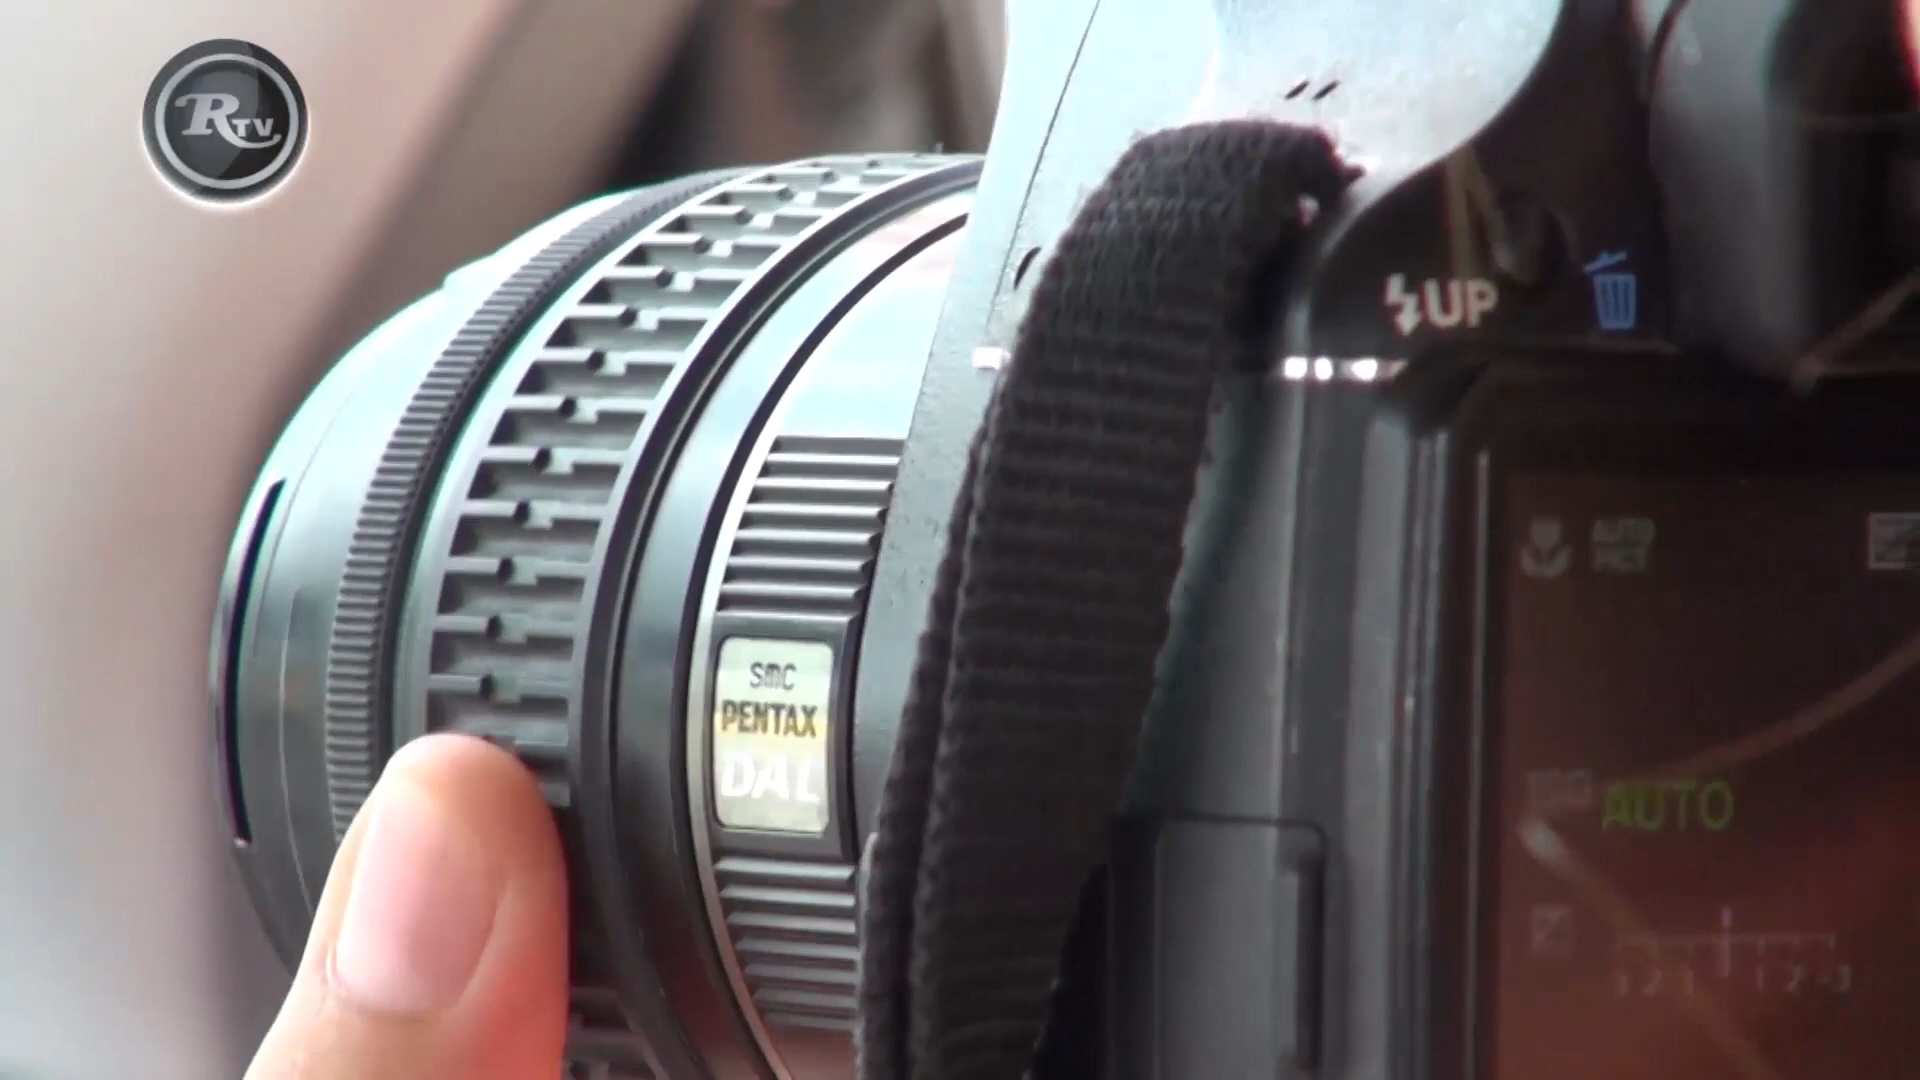 RTV
UP
SMC
PENTAX
DAL
AUTO